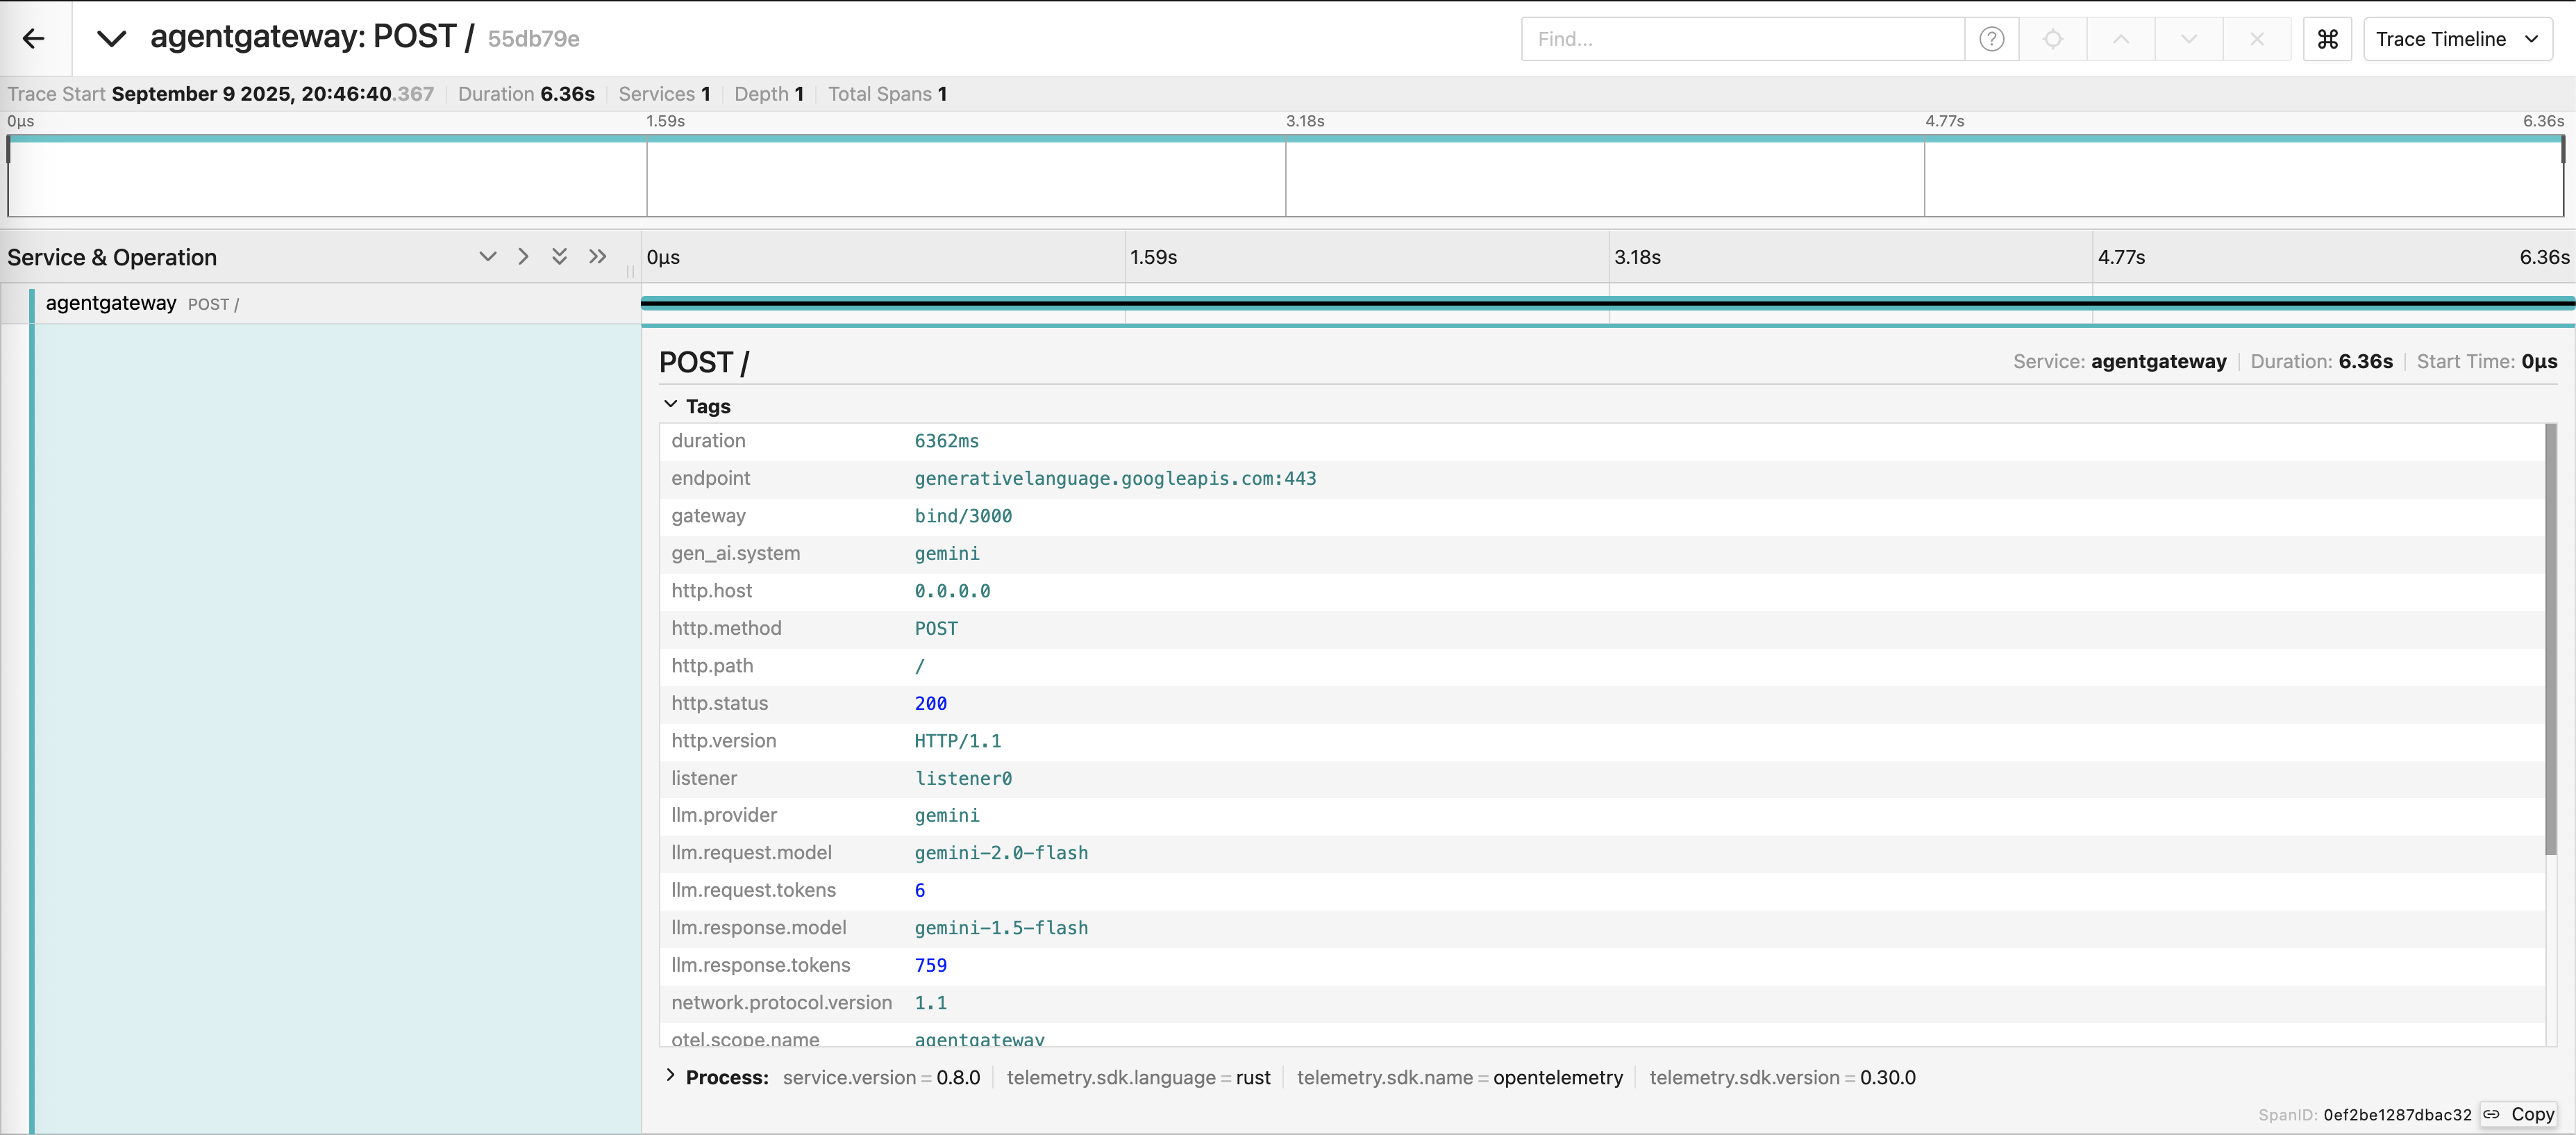 agentgateway: POST / 55db79e
Find...
Trace Timeline
Trace Start September 9 2025, 20:46:40.367 Duration 6.36s Services 1 Depth 1 Total Spans 1
0μs 1.59s 3.18s 4.77s 6.36s
Service & Operation 0μs 1.59s 3.18s 4.77s 6.36s
agentgateway POST /
POST / Service: agentgateway Duration: 6.36s Start Time: 0μs
Tags
duration 6362ms
endpoint generativelanguage.googleapis.com:443
gateway bind/3000
gen_ai.system gemini
http.host 0.0.0.0
http.method POST
http.path /
http.status 200
http.version HTTP/1.1
listener listener0
llm.provider gemini
llm.request.model gemini-2.0-flash
llm.request.tokens 6
llm.response.model gemini-1.5-flash
llm.response.tokens 759
network.protocol.version 1.1
otel.scope.name agentgateway
Process: service.version = 0.8.0 telemetry.sdk.language = rust telemetry.sdk.name = opentelemetry telemetry.sdk.version = 0.30.0
SpanID: 0ef2be1287dbac32 Copy